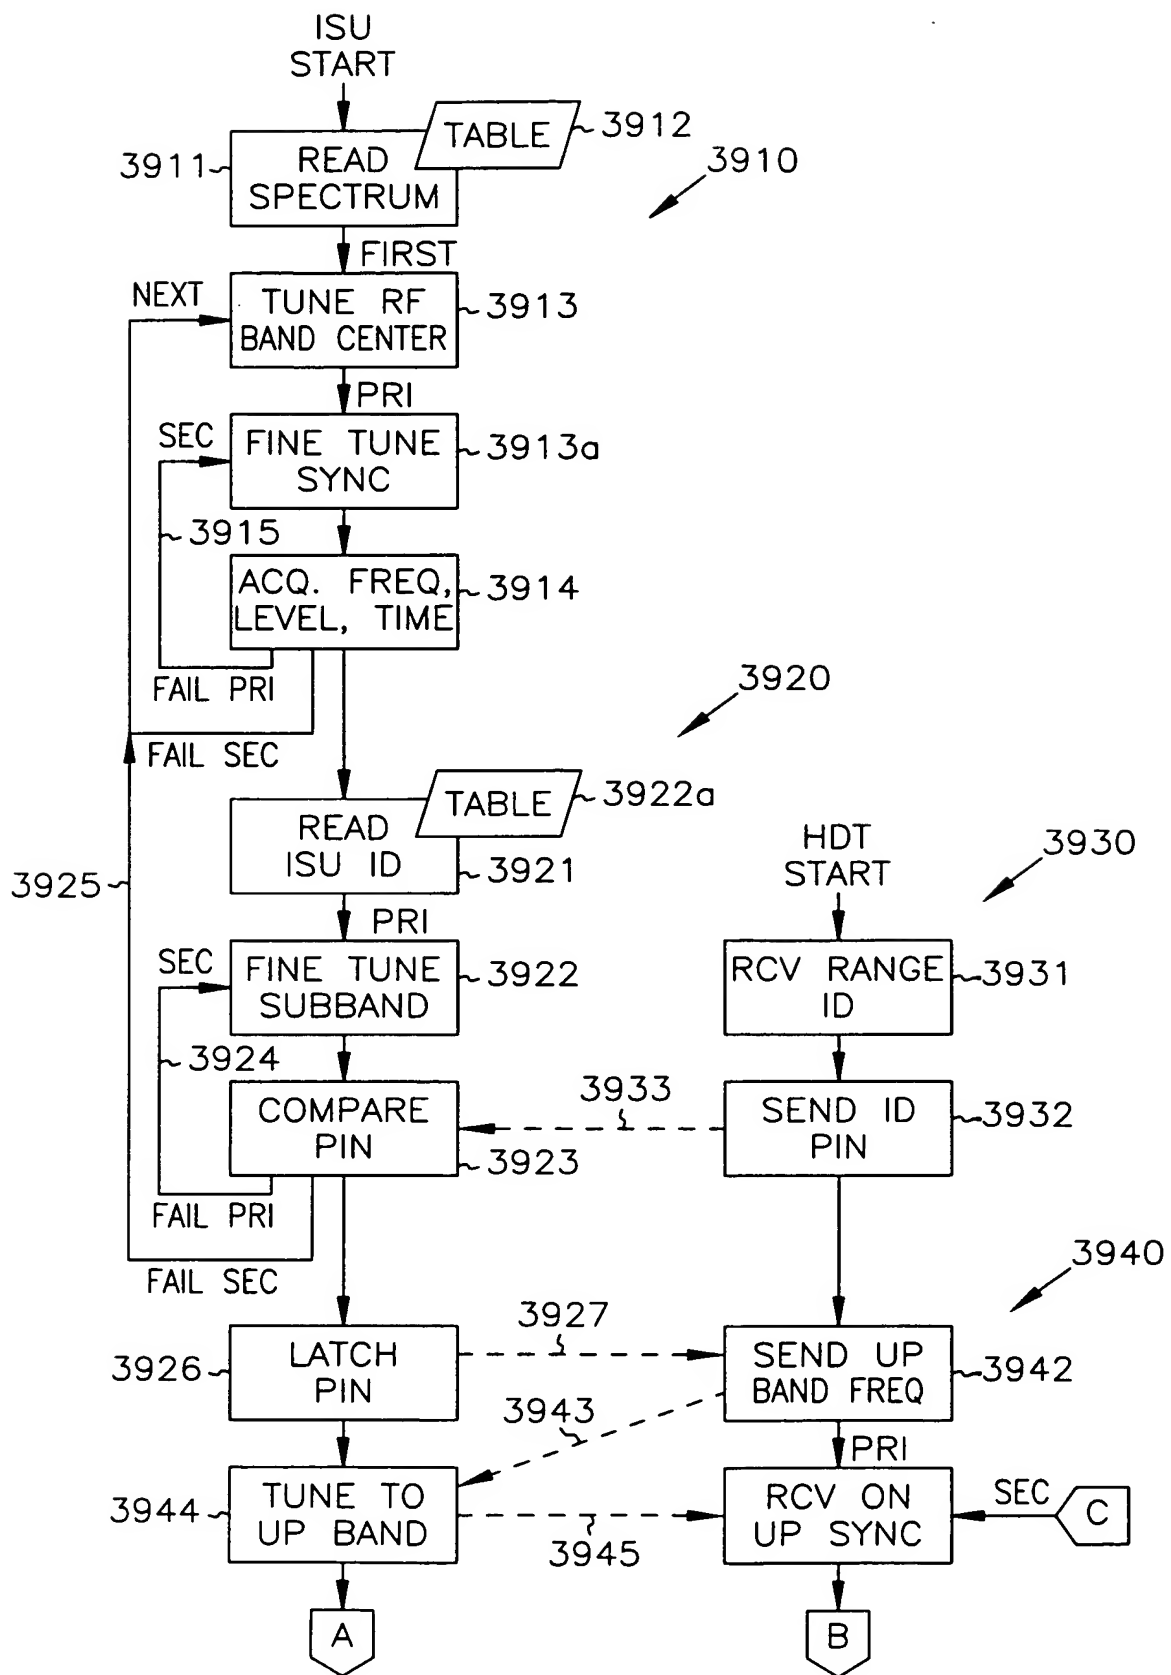 ISU
START
TABLE
3912
3911
READ
SPECTRUM
3910
FIRST
NEXT
TUNE RF
BAND CENTER
3913
PRI
SEC
FINE TUNE
SYNC
3913a
3915
ACQ. FREQ,
LEVEL, TIME
3914
FAIL PRI
FAIL SEC
3920
TABLE
3922a
READ
ISU ID
3921
3925
HDT
START
3930
PRI
SEC
FINE TUNE
SUBBAND
3922
RCV RANGE
ID
3931
3924
COMPARE
PIN
3923
3933
SEND ID
PIN
3932
FAIL PRI
FAIL SEC
3940
3926
LATCH
PIN
3927
SEND UP
BAND FREQ
3942
3943
PRI
3944
TUNE TO
UP BAND
3945
RCV ON
UP SYNC
SEC
C
A
B